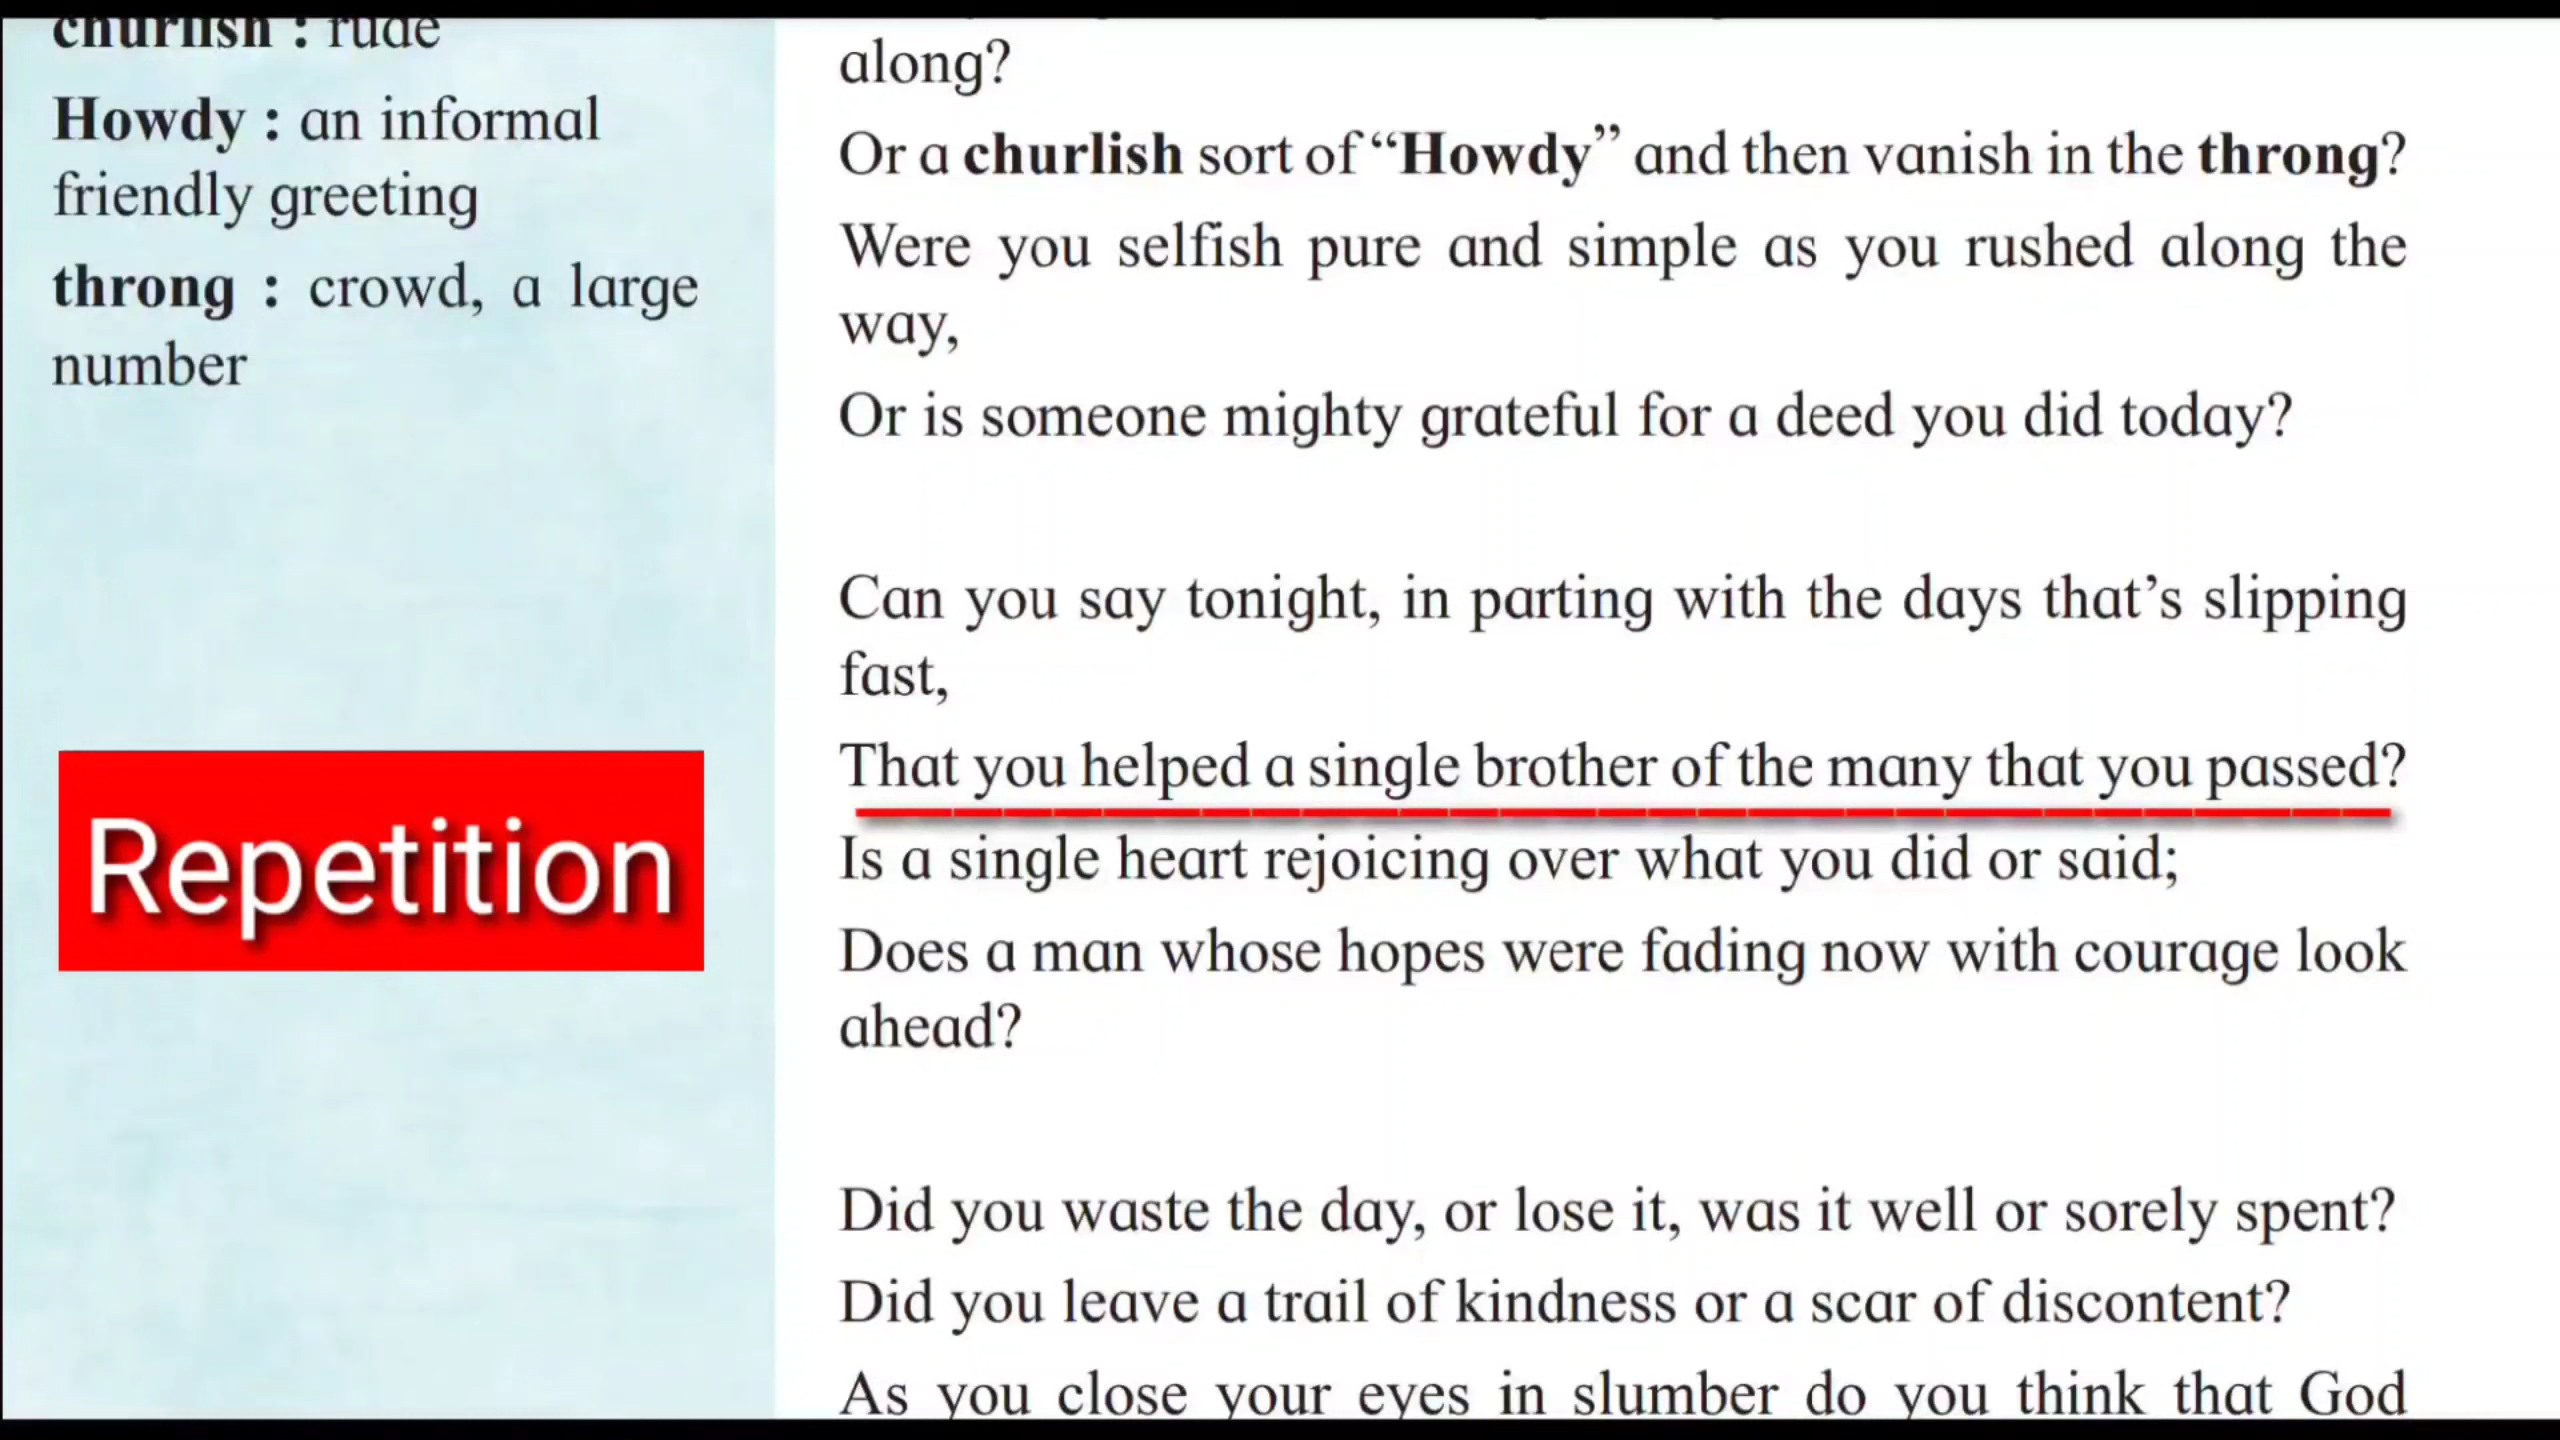 churlish : rude
Howdy : an informal
friendly greeting
throng : crowd, a large
number
Repetition
along?
Or a churlish sort of “Howdy” and then vanish in the throng?
Were you selfish pure and simple as you rushed along the
way,
Or is someone mighty grateful for a deed you did today?
Can you say tonight, in parting with the days that’s slipping
fast,
That you helped a single brother of the many that you passed?
Is a single heart rejoicing over what you did or said;
Does a man whose hopes were fading now with courage look
ahead?
Did you waste the day, or lose it, was it well or sorely spent?
Did you leave a trail of kindness or a scar of discontent?
As you close your eyes in slumber do you think that God